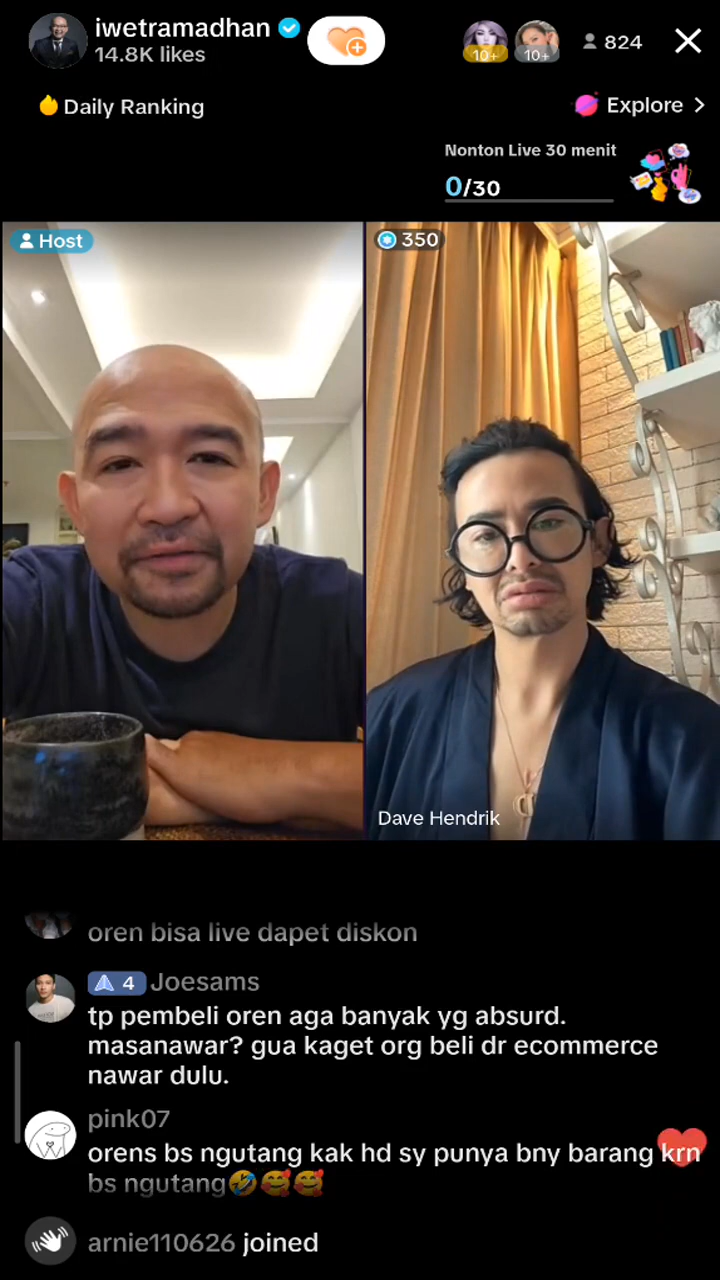 iwetramadhan
14.8K likes
10+
10+
824
Daily Ranking
Explore
Nonton Live 30 menit
0/30
Host
350
Dave Hendrik
oren bisa live dapet diskon
4 Joesams
tp pembeli oren aga banyak yg absurd.
masanawar? gua kaget org beli dr ecommerce
nawar dulu.
pink07
orens bs ngutang kak hd sy punya bny barang krn
bs ngutang🤣🥰🥰
arnie110626 joined